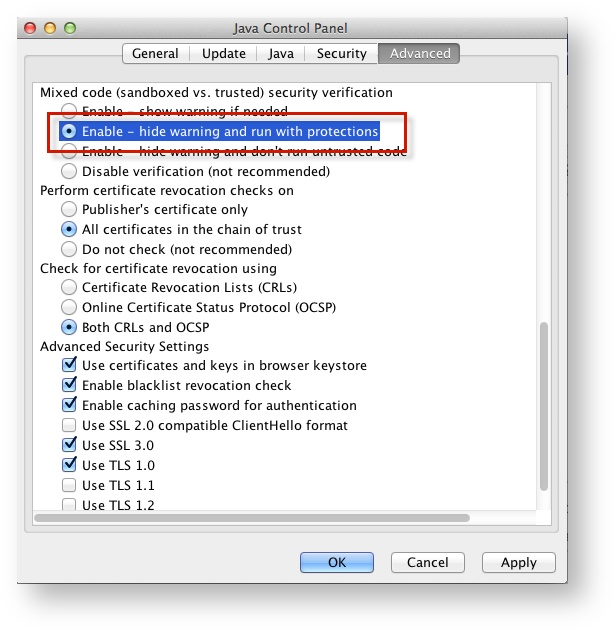 Java Control Panel
General Update Java Security Advanced
Mixed code (sandboxed vs. trusted) security verification
Enable - show warning if needed
Enable - hide warning and run with protections
Enable - hide warning and don't run untrusted code
Disable verification (not recommended)
Perform certificate revocation checks on
Publisher's certificate only
All certificates in the chain of trust
Do not check (not recommended)
Check for certificate revocation using
Certificate Revocation Lists (CRLs)
Online Certificate Status Protocol (OCSP)
Both CRLs and OCSP
Advanced Security Settings
Use certificates and keys in browser keystore
Enable blacklist revocation check
Enable caching password for authentication
Use SSL 2.0 compatible ClientHello format
Use SSL 3.0
Use TLS 1.0
Use TLS 1.1
Use TLS 1.2
OK Cancel Apply